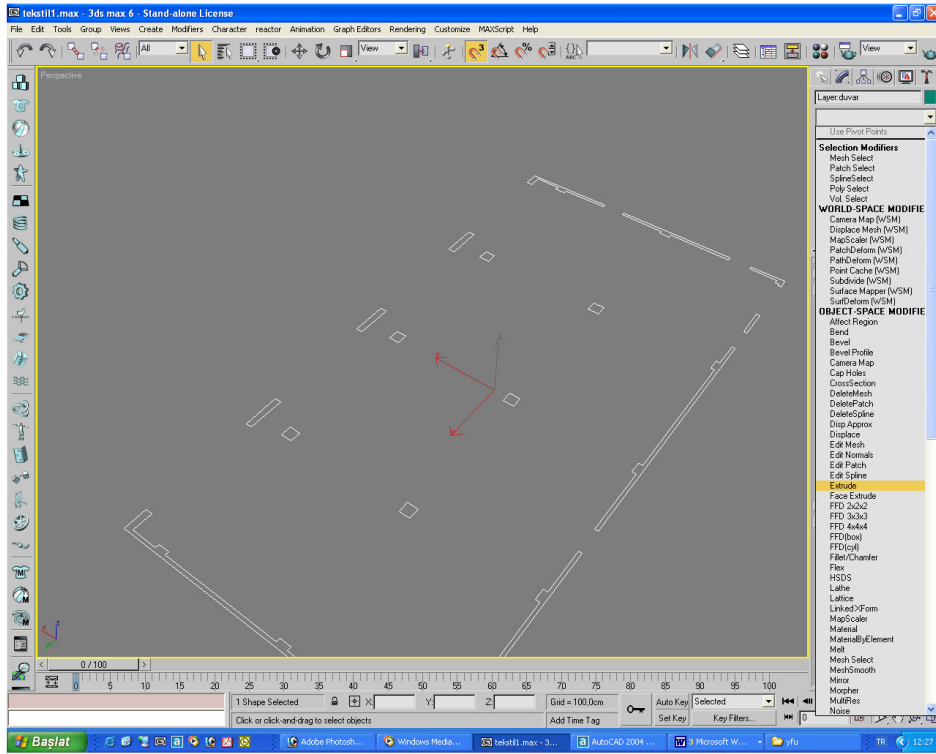 tekstil1.max - 3ds max 6 - Stand-alone License
File Edit Tools Group Views Create Modifiers Character reactor Animation Graph Editors Rendering Customize MAXScript Help
All View 3 View
Perspective
Layer:duvar
Use Pivot Points
Selection Modifiers
Mesh Select
Patch Select
SplineSelect
Poly Select
Vol. Select
WORLD-SPACE MODIFIE
Camera Map (WSM)
Displace Mesh (WSM)
MapScaler (WSM)
PatchDeform (WSM)
PathDeform (WSM)
Point Cache (WSM)
Subdivide (WSM)
Surface Mapper (WSM)
SurfDeform (WSM)
OBJECT-SPACE MODIFIE
Affect Region
Bend
Bevel
Bevel Profile
Camera Map
Cap Holes
CrossSection
DeleteMesh
DeletePatch
DeleteSpline
Disp Approx
Displace
Edit Mesh
Edit Normals
Edit Patch
Edit Spline
Extrude
Face Extrude
FFD 2x2x2
FFD 3x3x3
FFD 4x4x4
FFD(box)
FFD(cyl)
Fillet/Chamfer
Flex
HSDS
Lathe
Lattice
Linked XForm
MapScaler
Material
MaterialByElement
Melt
Mesh Select
MeshSmooth
Mirror
Morpher
MultiRes
Noise
x z y
0 / 100
0 5 10 15 20 25 30 35 40 45 50 55 60 65 70 75 80 85 90 95 100
1 Shape Selected X: Y: Z: Grid = 100,0cm Auto Key Selected
Click or click-and-drag to select objects Add Time Tag Set Key Key Filters... 0
Başlat Adobe Photosh... Windows Media... tekstil1.max - 3... AutoCAD 2004 ... 3 Microsoft W... yfu TR 12:27